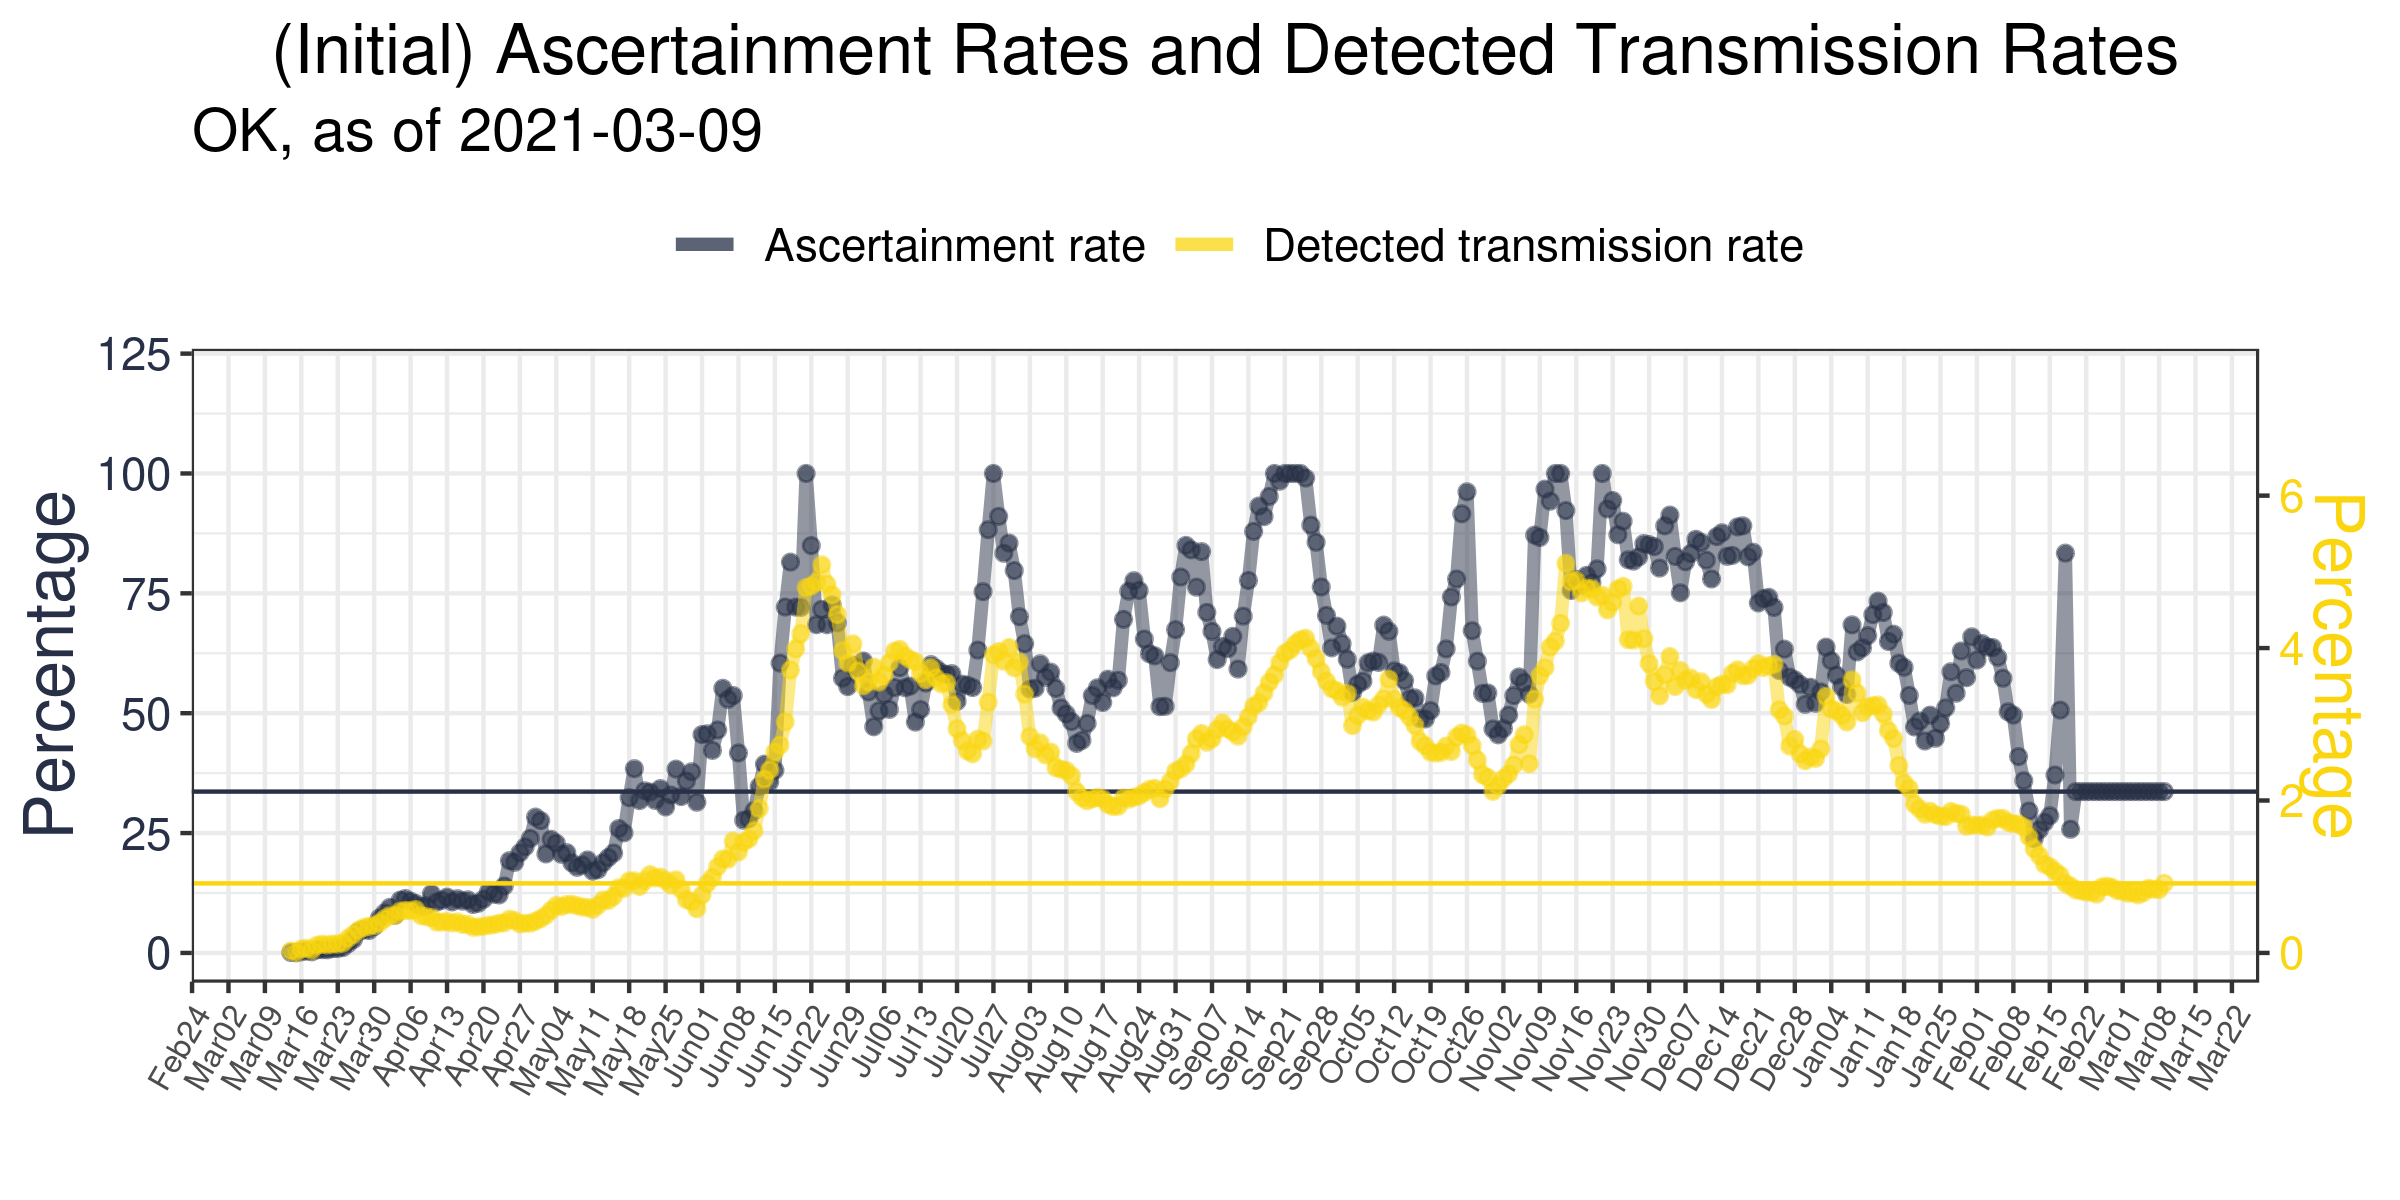 (Initial) Ascertainment Rates and Detected Transmission Rates
OK, as of 2021-03-09
Ascertainment rate
Detected transmission rate
Percentage
125
100
75
50
25
0
6
4
2
0
Percentage
Feb24
Mar02
Mar09
Mar16
Mar23
Mar30
Apr06
Apr13
Apr20
Apr27
May04
May11
May18
May25
Jun01
Jun08
Jun15
Jun22
Jun29
Jul06
Jul13
Jul20
Jul27
Aug03
Aug10
Aug17
Aug24
Aug31
Sep07
Sep14
Sep21
Sep28
Oct05
Oct12
Oct19
Oct26
Nov02
Nov09
Nov16
Nov23
Nov30
Dec07
Dec14
Dec21
Dec28
Jan04
Jan11
Jan18
Jan25
Feb01
Feb08
Feb15
Feb22
Mar01
Mar08
Mar15
Mar22